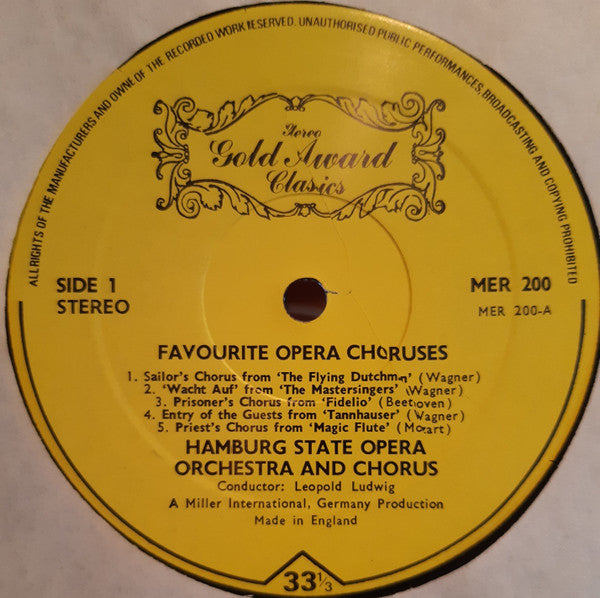 ALL RIGHTS OF THE MANUFACTURERS AND OWNE OF THE RECORDED WORK RESERVED. UNAUTHORISED PUBLIC PERFORMANCES, BROADCASTING AND COPYING PROHIBITED
Stereo
Gold Award
Clasics
SIDE 1
STEREO
MER 200
MER 200-A
FAVOURITE OPERA CHORUSES
1. Sailor's Chorus from 'The Flying Dutchman' (Wagner)
2. 'Wacht Auf' from 'The Mastersingers' (Wagner)
3. Prisoner's Chorus from 'Fidelio' (Beethoven)
4. Entry of the Guests from 'Tannhauser' (Wagner)
5. Priest's Chorus from 'Magic Flute' (Mozart)
HAMBURG STATE OPERA
ORCHESTRA AND CHORUS
Conductor: Leopold Ludwig
A Miller International, Germany Production
Made in England
33⅓